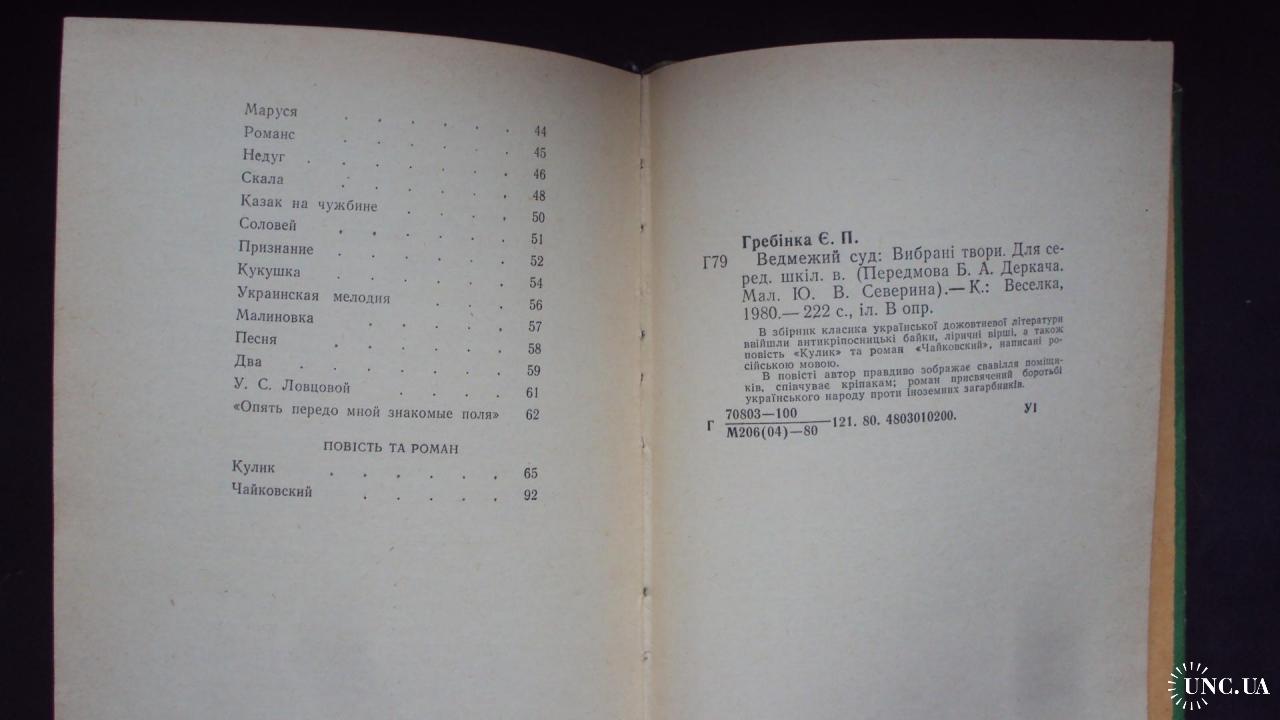 Маруся . . . . . . 44
Романс . . . . . . 45
Недуг . . . . . . 46
Скала . . . . . . 48
Казак на чужбине . . . . 50
Соловей . . . . . . 51
Признание . . . . . . 52
Кукушка . . . . . . 54
Украинская мелодия . . . . 56
Малиновка . . . . . 57
Песня . . . . . . 58
Два . . . . . . . 59
У. С. Ловцовой . . . . 61
«Опять передо мной знакомые поля» 62
ПОВІСТЬ ТА РОМАН
Кулик . . . . . . 65
Чайковский . . . . . 92
Гребінка Є. П.
Г79 Ведмежий суд: Вибрані твори. Для се-
ред. шкіл. в. (Передмова Б. А. Деркача.
Мал. Ю. В. Северина).— К.: Веселка,
1980.— 222 с., іл. В опр.
В збірник класика української дожовтневої літератури
ввійшли антикріпосницькі байки, ліричні вірші, а також
повість «Кулик» та роман «Чайковский», написані ро-
сійською мовою.
В повісті автор правдиво зображає свавілля поміщи-
ків, співчуває кріпакам; роман присвячений боротьбі
українського народу проти іноземних загарбників.
Г 70803—100
М206(04)—80 —121. 80. 4803010200. У1
UNC.UA